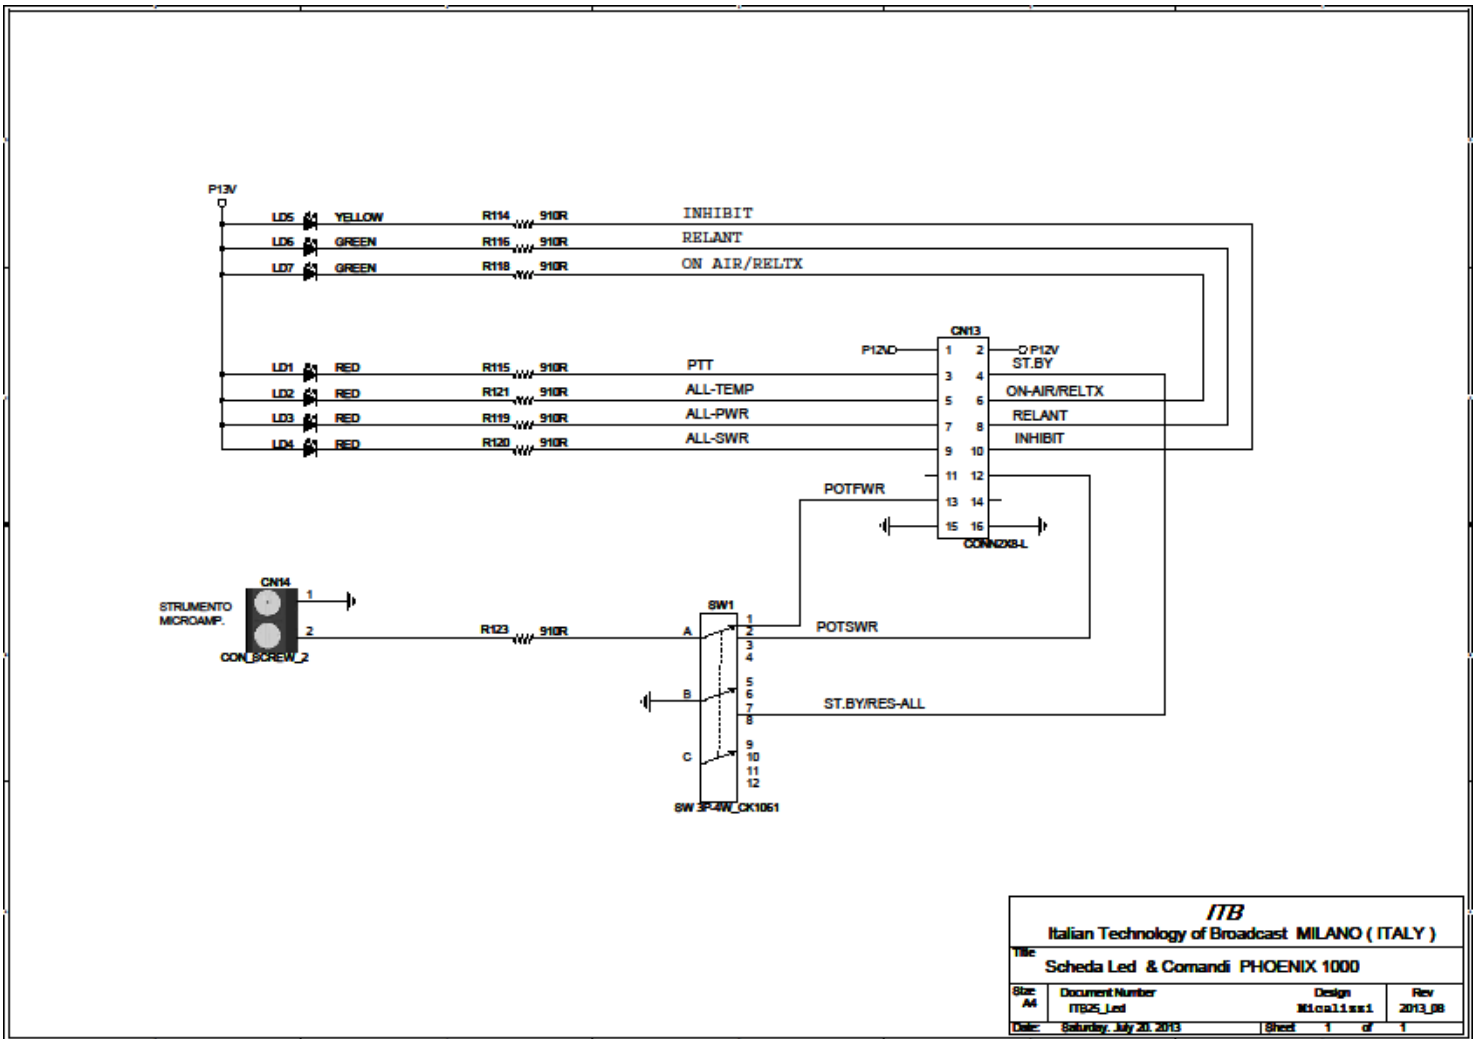 P13V
LD5 YELLOW R114 910R INHIBIT
LD6 GREEN R116 910R RELANT
LD7 GREEN R118 910R ON AIR/RELTX
CN13
P12V 1 2 P12V
ST.BY
LD1 RED R115 910R PTT 3 4
LD2 RED R121 910R ALL-TEMP 5 6 ON-AIR/RELTX
LD3 RED R119 910R ALL-PWR 7 8 RELANT
LD4 RED R120 910R ALL-SWR 9 10 INHIBIT
11 12
POTFWR 13 14
15 16
CONN2X8-L
CN14
STRUMENTO
MICROAMP.
1
2
CON_SCREW_2
R123 910R
SW1
A 1
2 POTSWR
3
4
5
B 6
7 ST.BY/RES-ALL
8
9
C 10
11
12
SW 3P-4W_CK1061
ITB
Italian Technology of Broadcast MILANO ( ITALY )
Title
Scheda Led & Comandi PHOENIX 1000
Size Document Number Design Rev
A4 ITB25_Led Micalissi 2013_08
Date: Saturday, July 20, 2013 Sheet 1 of 1